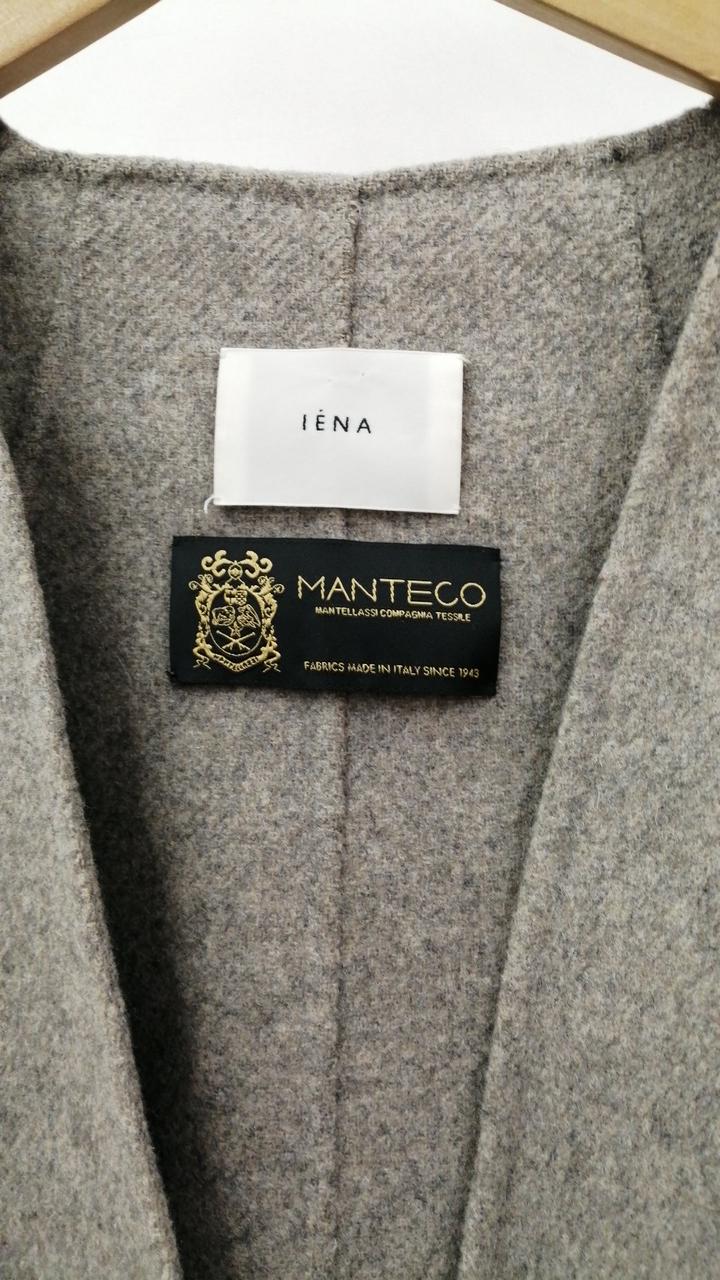 IÉNA
MANTECO
MANTELLASSI COMPAGNIA TESSILE
FABRICS MADE IN ITALY SINCE 1943